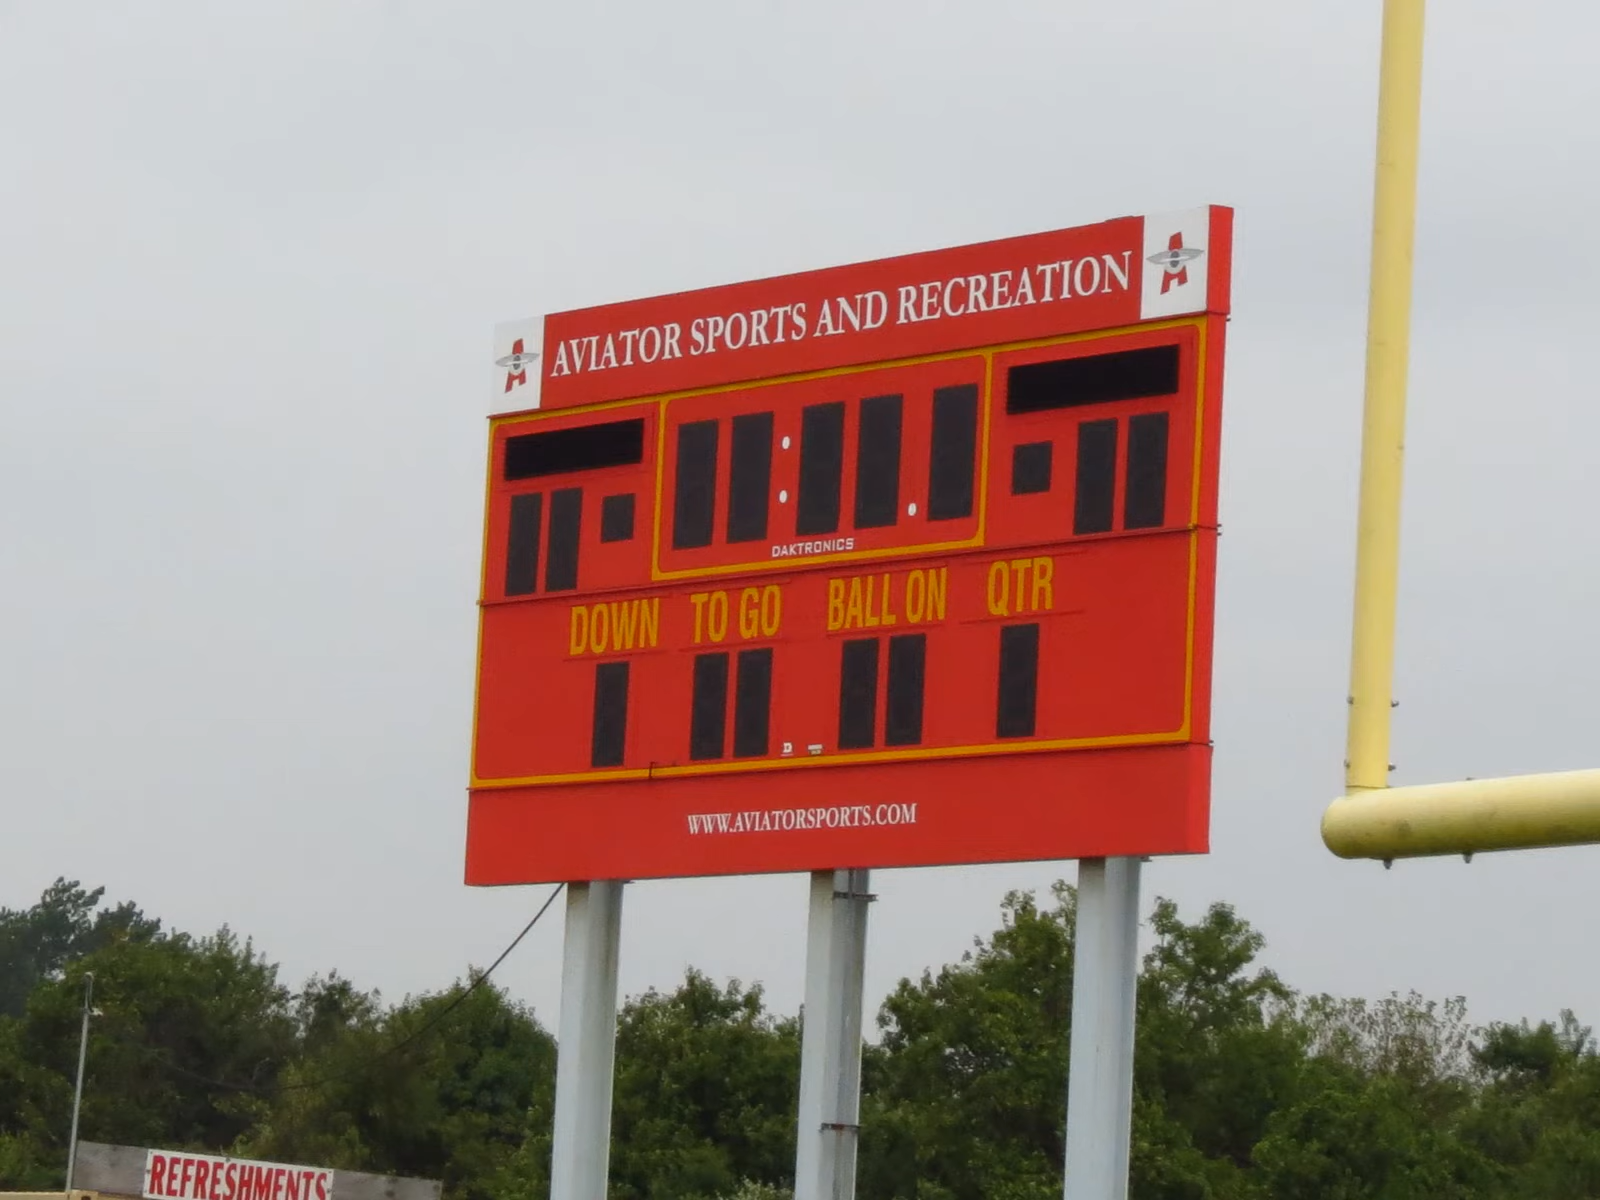 AVIATOR SPORTS AND RECREATION
DAKTRONICS
DOWN TO GO BALL ON QTR
WWW.AVIATORSPORTS.COM
REFRESHMENTS